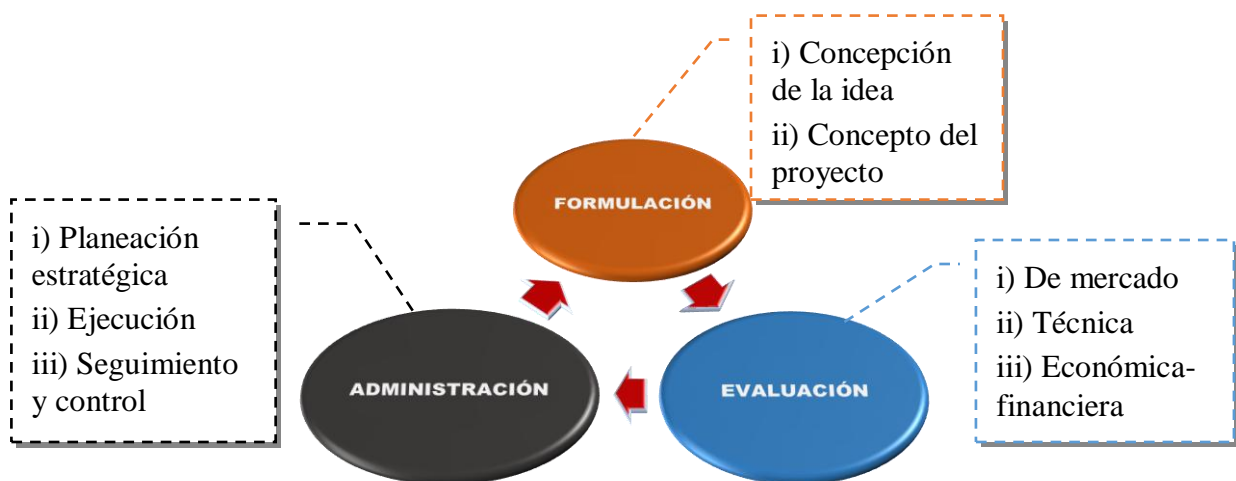 i) Concepción
de la idea
ii) Concepto del
proyecto
FORMULACIÓN
i) Planeación
estratégica
ii) Ejecución
iii) Seguimiento
y control
i) De mercado
ii) Técnica
iii) Económica-
financiera
ADMINISTRACIÓN
EVALUACIÓN